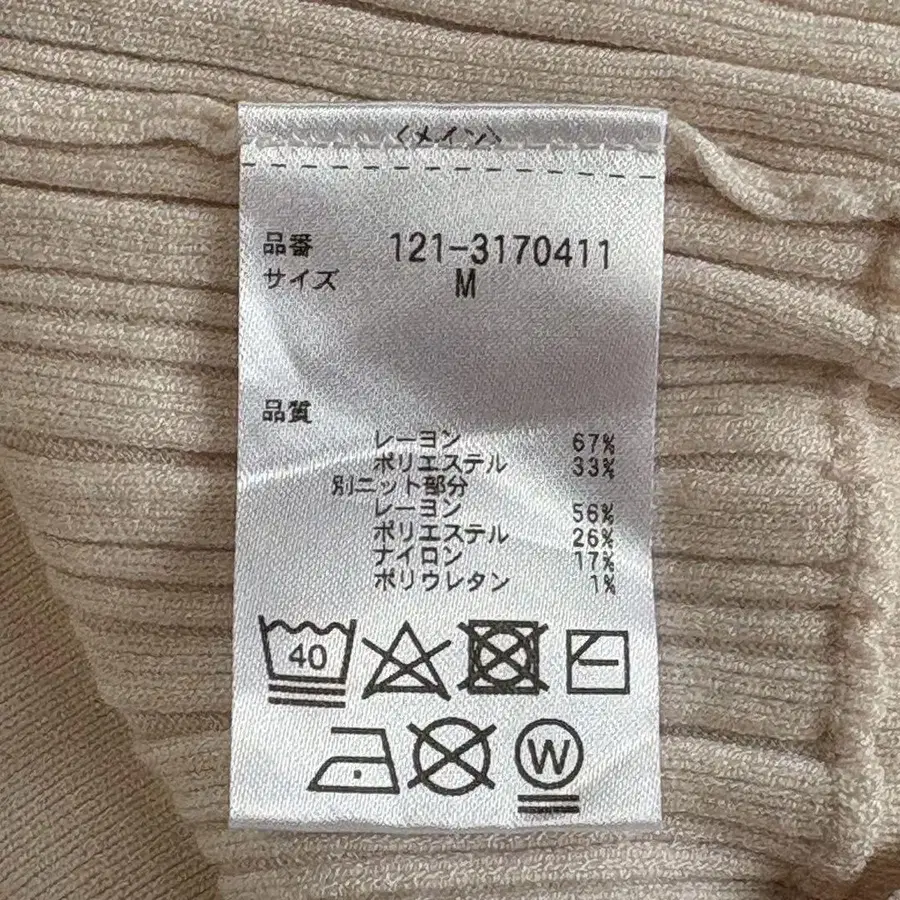 〈メイン〉
品番 121-3170411
サイズ M
品質
レーヨン 67%
ポリエステル 33%
別ニット部分
レーヨン 56%
ポリエステル 26%
ナイロン 17%
ポリウレタン 1%
40
W